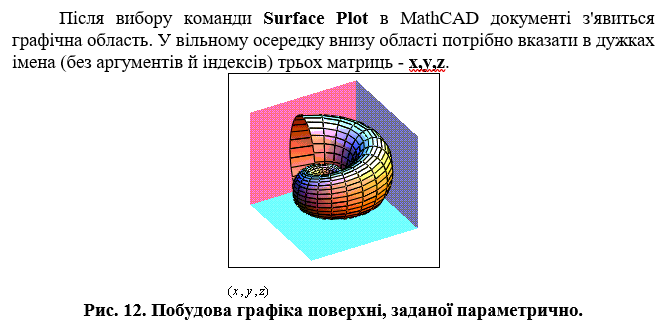 Після вибору команди Surface Plot в MathCAD документі з'явиться
графічна область. У вільному осередку внизу області потрібно вказати в дужках
імена (без аргументів й індексів) трьох матриць - x,y,z.
(x,y,z)
Рис. 12. Побудова графіка поверхні, заданої параметрично.